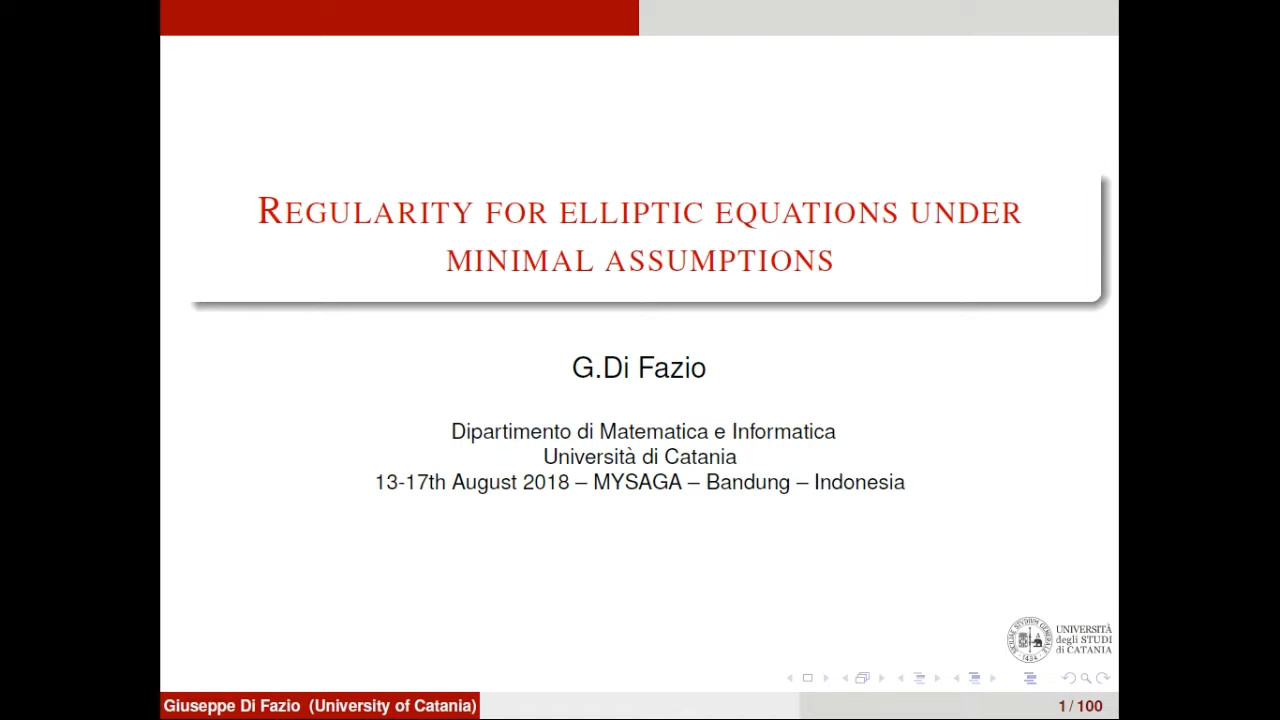 REGULARITY FOR ELLIPTIC EQUATIONS UNDER
MINIMAL ASSUMPTIONS
G.Di Fazio
Dipartimento di Matematica e Informatica
Università di Catania
13-17th August 2018 – MYSAGA – Bandung – Indonesia
UNIVERSITÀ
degli STUDI
di CATANIA
Giuseppe Di Fazio (University of Catania)
1 / 100